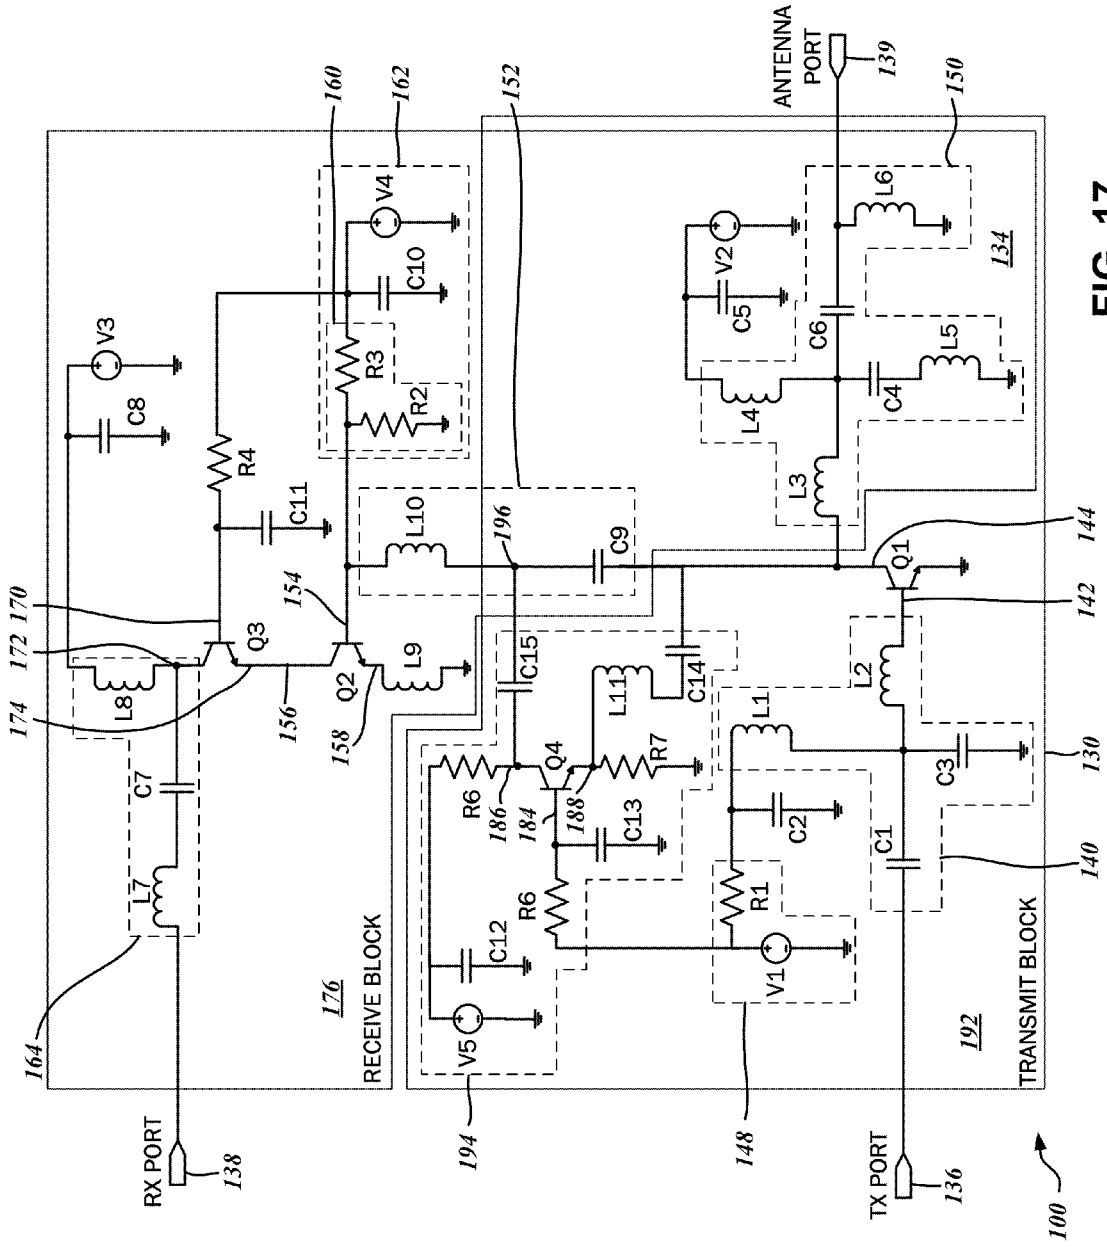 RX PORT
138
164
174
172
170
L7
C7
L8
Q3
C8
V3
R4
C11
160
162
152
V4
C10
R3
R2
156
158
154
Q2
L9
L10
196
C9
176
RECEIVE BLOCK
194
V5
C12
R6
R6
186
184
188
Q4
C13
R7
C15
L11
C14
148
V1
R1
C2
L1
C1
C3
L2
192
TRANSMIT BLOCK
140
130
142
144
Q1
L3
L4
C4
L5
C5
V2
C6
L6
134
150
ANTENNA
PORT
139
TX PORT
136
100